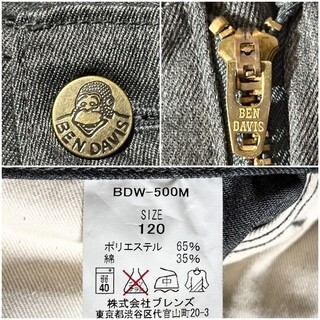 BEN DAVIS
BEN
DAVIS
BDW-500M
SIZE
120
ポリエステル 65%
綿 35%
40
株式会社ブレンズ
東京都渋谷区代官山町20-3